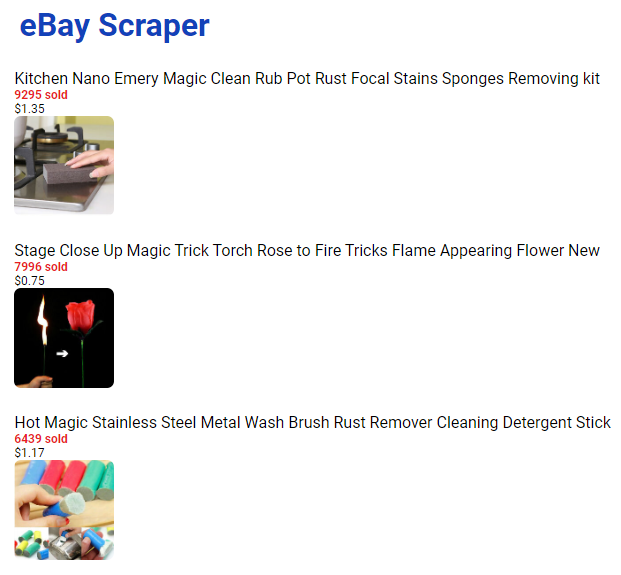 eBay Scraper
Kitchen Nano Emery Magic Clean Rub Pot Rust Focal Stains Sponges Removing kit
9295 sold
$1.35
Stage Close Up Magic Trick Torch Rose to Fire Tricks Flame Appearing Flower New
7996 sold
$0.75
Hot Magic Stainless Steel Metal Wash Brush Rust Remover Cleaning Detergent Stick
6439 sold
$1.17